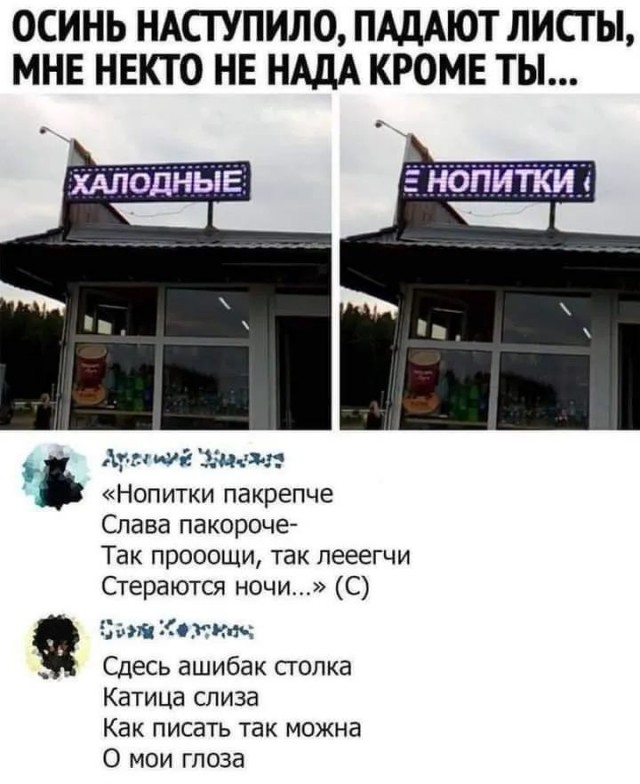 ОСИНЬ НАСТУПИЛО, ПАДАЮТ ЛИСТЫ,
МНЕ НЕКТО НЕ НАДА КРОМЕ ТЫ...
ХАЛОДНЫЕ
Е НОПИТКИ
«Нопитки пакрепче
Слава пакороче-
Так прооощи, так лееегчи
Стераются ночи...» (С)
Сдесь ашибак столка
Катица слиза
Как писать так можна
О мои глоза